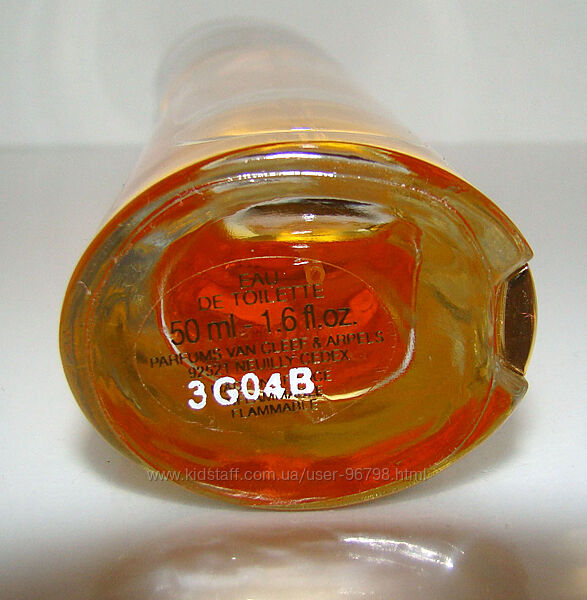 EAU
DE TOILETTE
50 ml - 1.6 fl.oz.
PARFUMS VAN CLEEF & ARPELS
92521 NEUILLY CEDEX
3G04B
FLAMMABLE
www.kidstaff.com.ua/user-96798.html